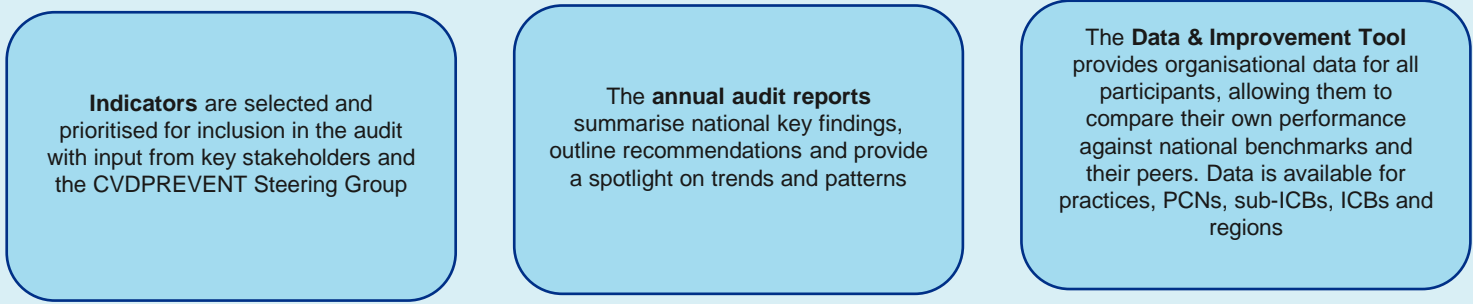 Indicators are selected and
prioritised for inclusion in the audit
with input from key stakeholders and
the CVDPREVENT Steering Group
The annual audit reports
summarise national key findings,
outline recommendations and provide
a spotlight on trends and patterns
The Data & Improvement Tool
provides organisational data for all
participants, allowing them to
compare their own performance
against national benchmarks and
their peers. Data is available for
practices, PCNs, sub-ICBs, ICBs and
regions